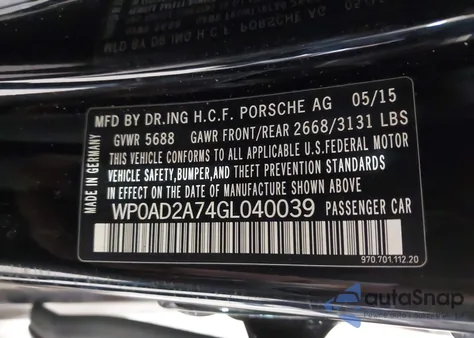 MFD BY DR.ING H.C.F. PORSCHE AG 05/15
GVWR 5688 GAWR FRONT/REAR 2668/3131 LBS
THIS VEHICLE CONFORMS TO ALL APPLICABLE U.S.FEDERAL MOTOR
VEHICLE SAFETY,BUMPER,AND THEFT PREVENTION STANDARDS
IN EFFECT ON THE DATE OF MANUFACTURE SHOWN ABOVE.
WP0AD2A74GL040039 PASSENGER CAR
MADE IN GERMANY
970.701.112.20
autoSnap